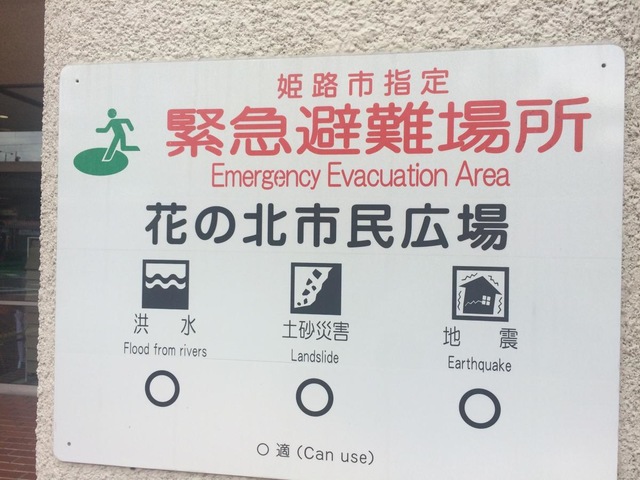 姫路市指定
緊急避難場所
Emergency Evacuation Area
花の北市民広場
洪水 土砂災害 地震
Flood from rivers Landslide Earthquake
○ ○ ○
○ 適 (Can use)